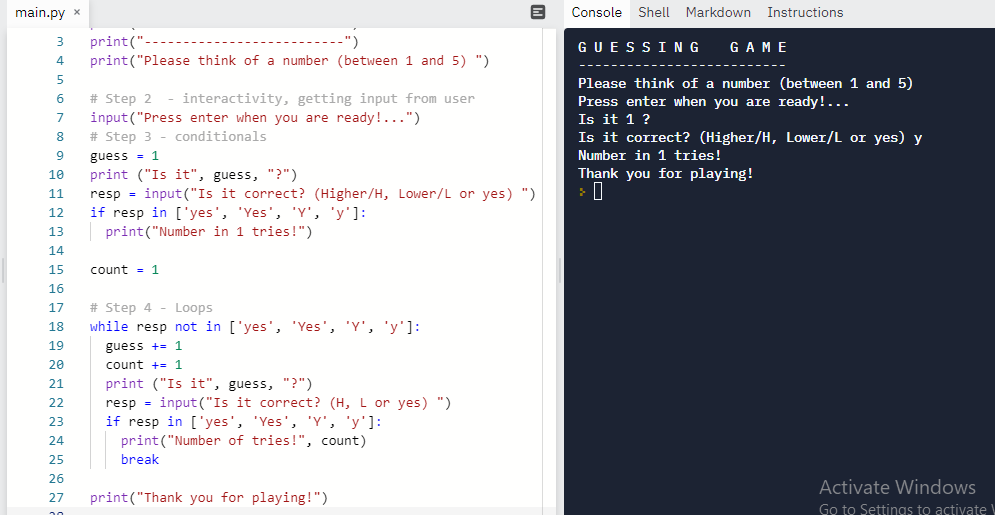 main.py ×
Console Shell Markdown Instructions
3 print("--------------------------")
4 print("Please think of a number (between 1 and 5) ")
5
6 # Step 2  - interactivity, getting input from user
7 input("Press enter when you are ready!...")
8 # Step 3 - conditionals
9 guess = 1
10 print ("Is it", guess, "?")
11 resp = input("Is it correct? (Higher/H, Lower/L or yes) ")
12 if resp in ['yes', 'Yes', 'Y', 'y']:
13   print("Number in 1 tries!")
14
15 count = 1
16
17 # Step 4 - Loops
18 while resp not in ['yes', 'Yes', 'Y', 'y']:
19   guess += 1
20   count += 1
21   print ("Is it", guess, "?")
22   resp = input("Is it correct? (H, L or yes) ")
23   if resp in ['yes', 'Yes', 'Y', 'y']:
24     print("Number of tries!", count)
25     break
26
27 print("Thank you for playing!")
28
G U E S S I N G   G A M E
--------------------------
Please think of a number (between 1 and 5)
Press enter when you are ready!...
Is it 1 ?
Is it correct? (Higher/H, Lower/L or yes) y
Number in 1 tries!
Thank you for playing!
Activate Windows
Go to Settings to activate